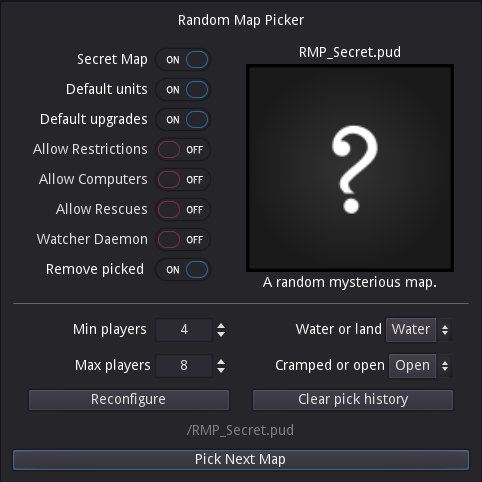 Random Map Picker
Secret Map ON
Default units ON
Default upgrades ON
Allow Restrictions OFF
Allow Computers OFF
Allow Rescues OFF
Watcher Daemon OFF
Remove picked ON
RMP_Secret.pud
?
A random mysterious map.
Min players 4
Water or land Water
Max players 8
Cramped or open Open
Reconfigure
Clear pick history
/RMP_Secret.pud
Pick Next Map